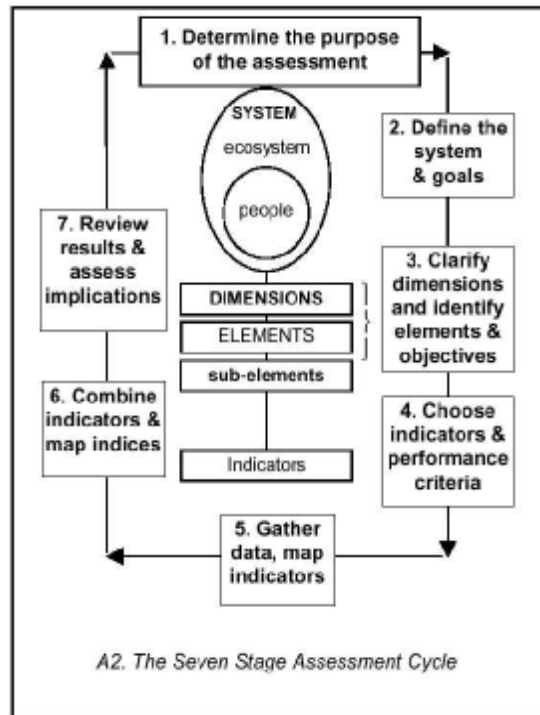 1. Determine the purpose
of the assessment
SYSTEM
ecosystem
people
2. Define the
system
& goals
7. Review
results &
assess
implications
DIMENSIONS
ELEMENTS
sub-elements
3. Clarify
dimensions
and identify
elements &
objectives
6. Combine
indicators &
map indices
4. Choose
indicators &
performance
criteria
Indicators
5. Gather
data, map
indicators
A2. The Seven Stage Assessment Cycle